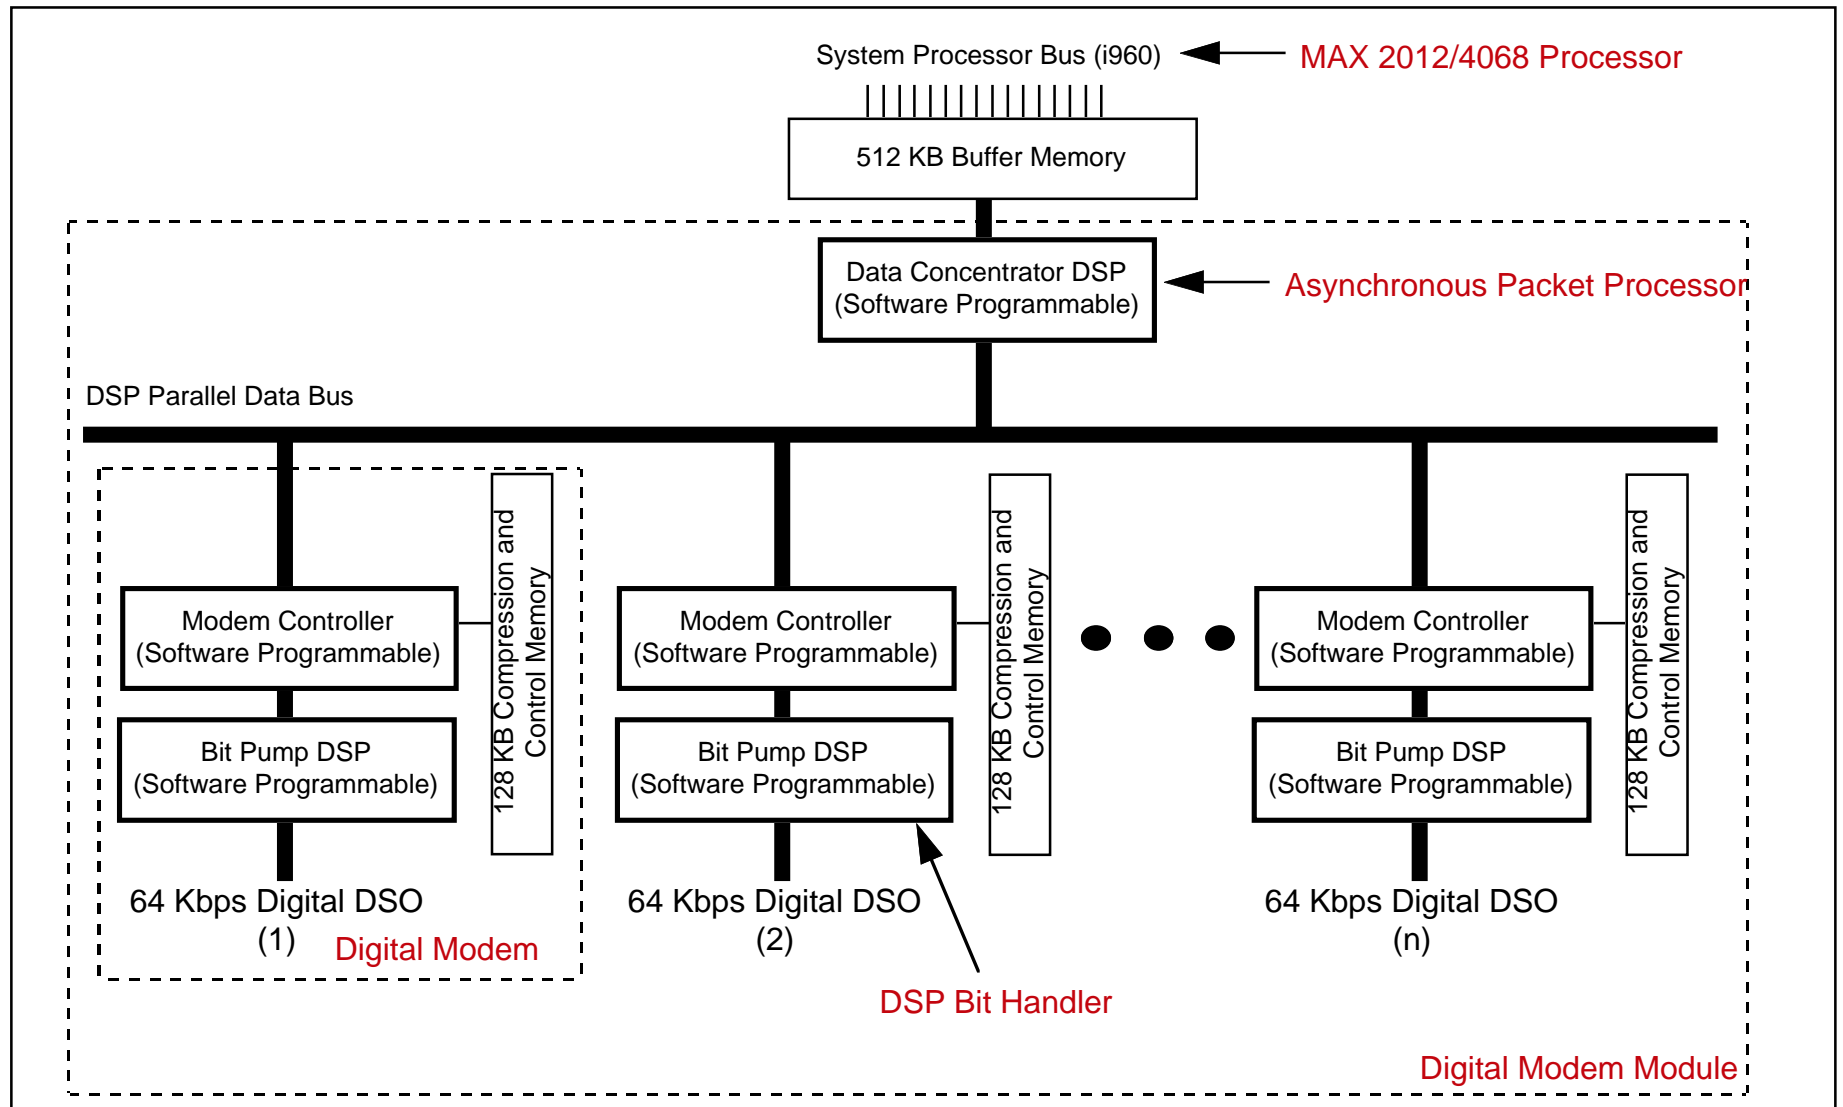 System Processor Bus (i960)
MAX 2012/4068 Processor
512 KB Buffer Memory
Data Concentrator DSP
(Software Programmable)
Asynchronous Packet Processor
DSP Parallel Data Bus
Modem Controller
(Software Programmable)
128 KB Compression and
Control Memory
Bit Pump DSP
(Software Programmable)
64 Kbps Digital DSO
(1)
Digital Modem
Modem Controller
(Software Programmable)
128 KB Compression and
Control Memory
Bit Pump DSP
(Software Programmable)
64 Kbps Digital DSO
(2)
DSP Bit Handler
Modem Controller
(Software Programmable)
128 KB Compression and
Control Memory
Bit Pump DSP
(Software Programmable)
64 Kbps Digital DSO
(n)
Digital Modem Module